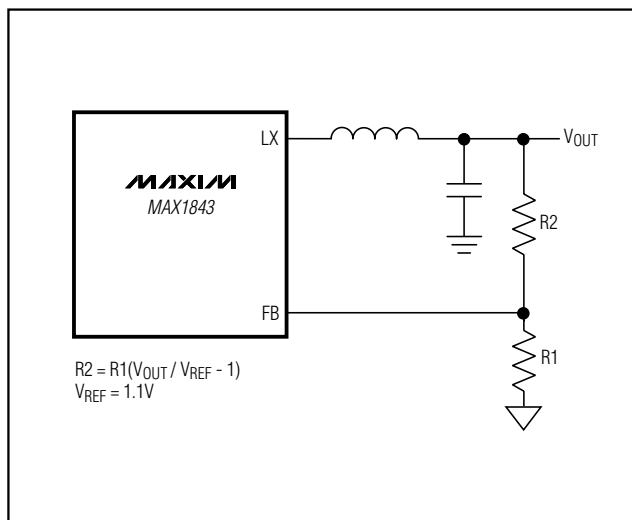 LX
VOUT
MAXIM
MAX1843
R2
FB
R1
R2 = R1(VOUT / VREF - 1)
VREF = 1.1V